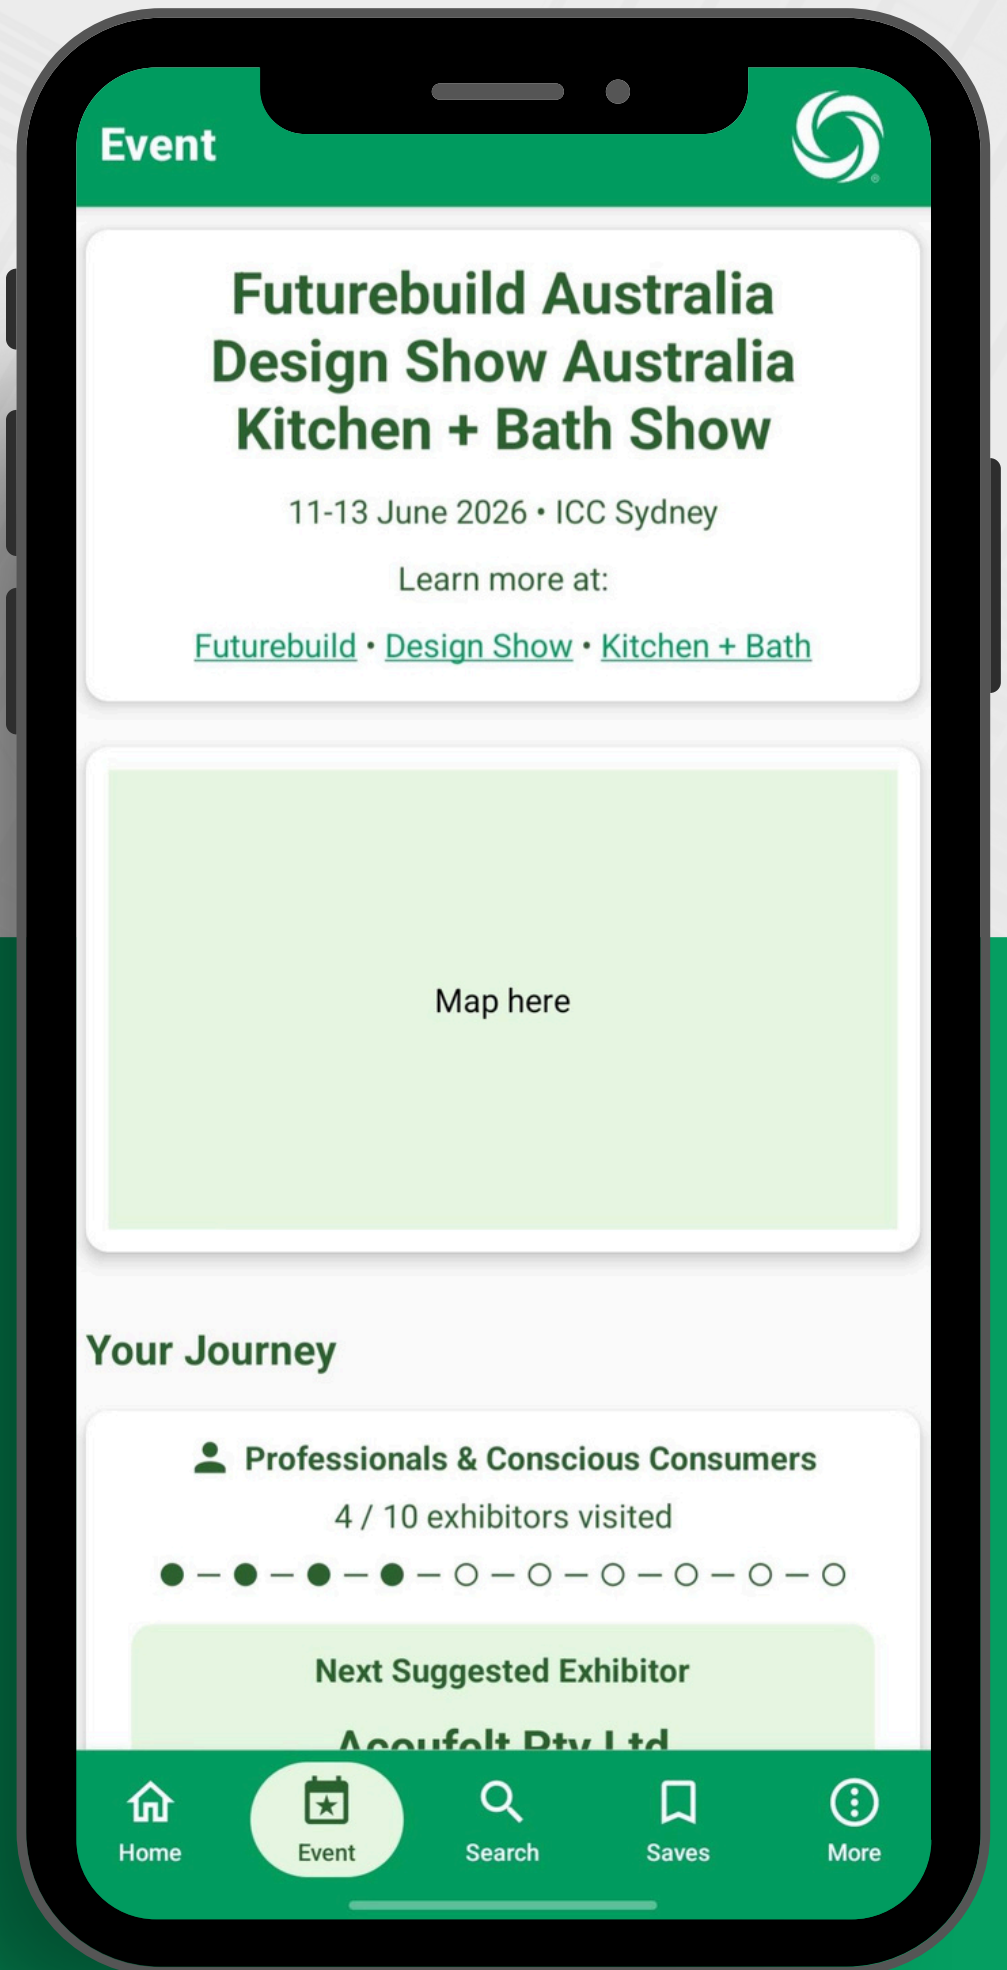 Event
Futurebuild Australia
Design Show Australia
Kitchen + Bath Show
11-13 June 2026 • ICC Sydney
Learn more at:
Futurebuild • Design Show • Kitchen + Bath
Map here
Your Journey
Professionals & Conscious Consumers
4 / 10 exhibitors visited
Next Suggested Exhibitor
Pty Ltd
Home
Event
Search
Saves
More